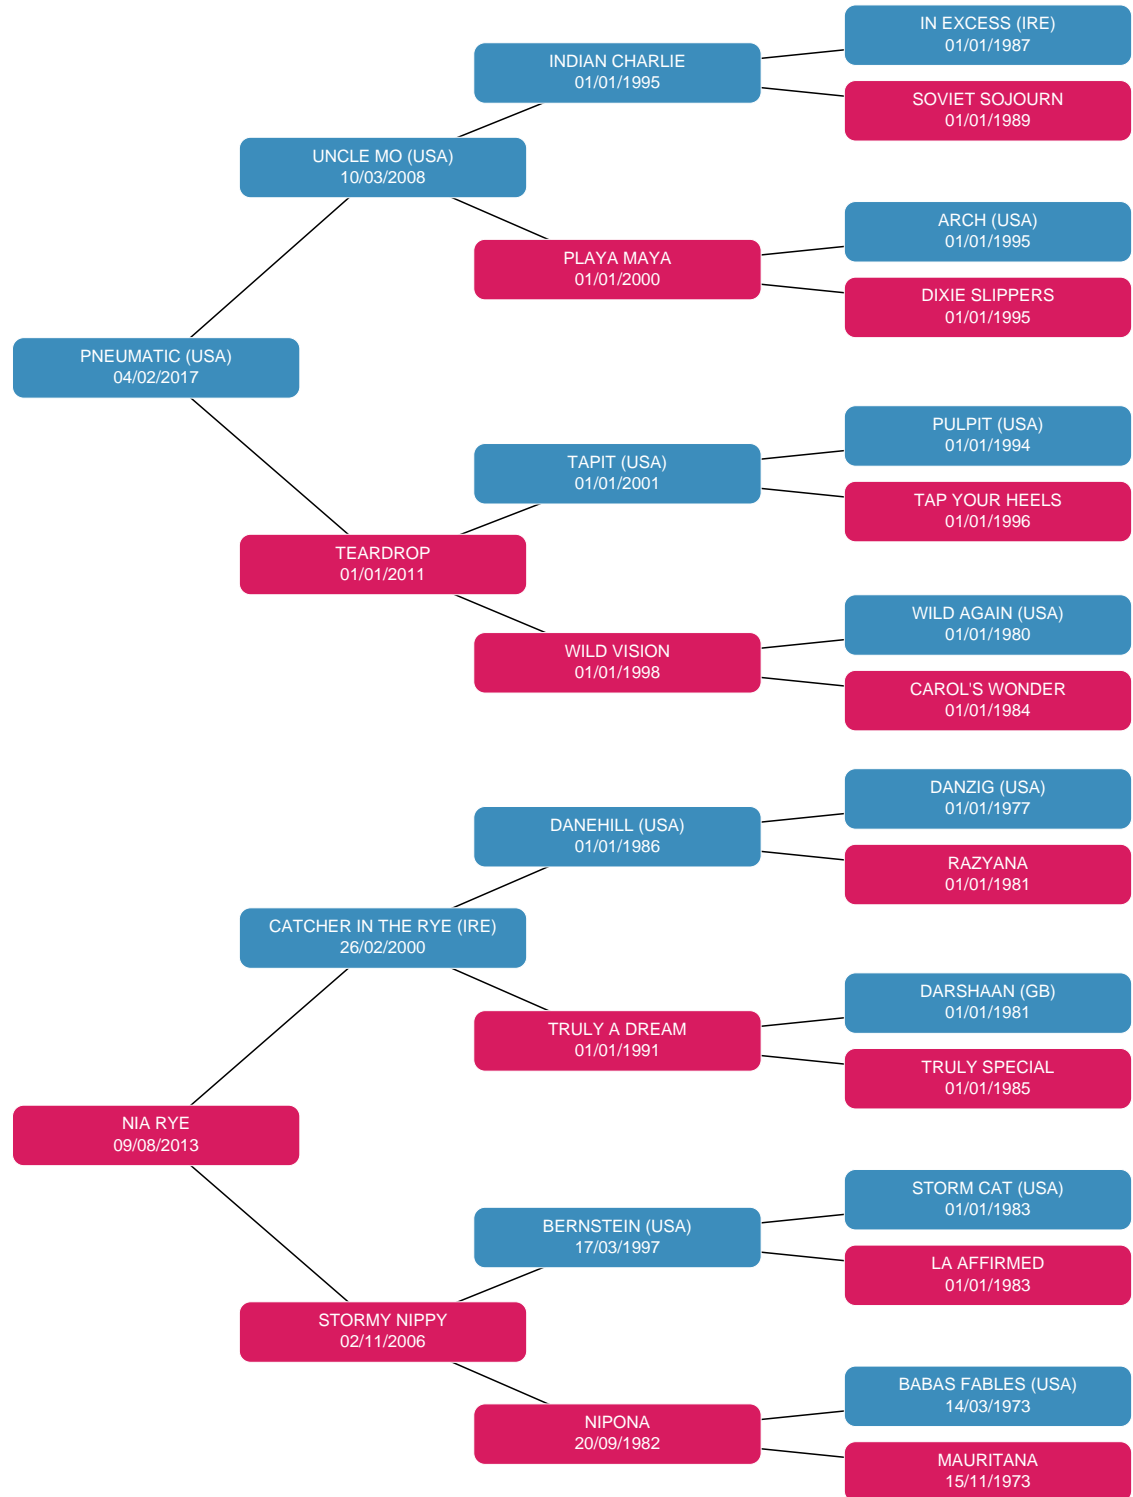 IN EXCESS (IRE)
01/01/1987
INDIAN CHARLIE
01/01/1995
SOVIET SOJOURN
01/01/1989
UNCLE MO (USA)
10/03/2008
ARCH (USA)
01/01/1995
PLAYA MAYA
01/01/2000
DIXIE SLIPPERS
01/01/1995
PNEUMATIC (USA)
04/02/2017
PULPIT (USA)
01/01/1994
TAPIT (USA)
01/01/2001
TAP YOUR HEELS
01/01/1996
TEARDROP
01/01/2011
WILD AGAIN (USA)
01/01/1980
WILD VISION
01/01/1998
CAROL'S WONDER
01/01/1984
DANZIG (USA)
01/01/1977
DANEHILL (USA)
01/01/1986
RAZYANA
01/01/1981
CATCHER IN THE RYE (IRE)
26/02/2000
DARSHAAN (GB)
01/01/1981
TRULY A DREAM
01/01/1991
TRULY SPECIAL
01/01/1985
NIA RYE
09/08/2013
STORM CAT (USA)
01/01/1983
BERNSTEIN (USA)
17/03/1997
LA AFFIRMED
01/01/1983
STORMY NIPPY
02/11/2006
BABAS FABLES (USA)
14/03/1973
NIPONA
20/09/1982
MAURITANA
15/11/1973